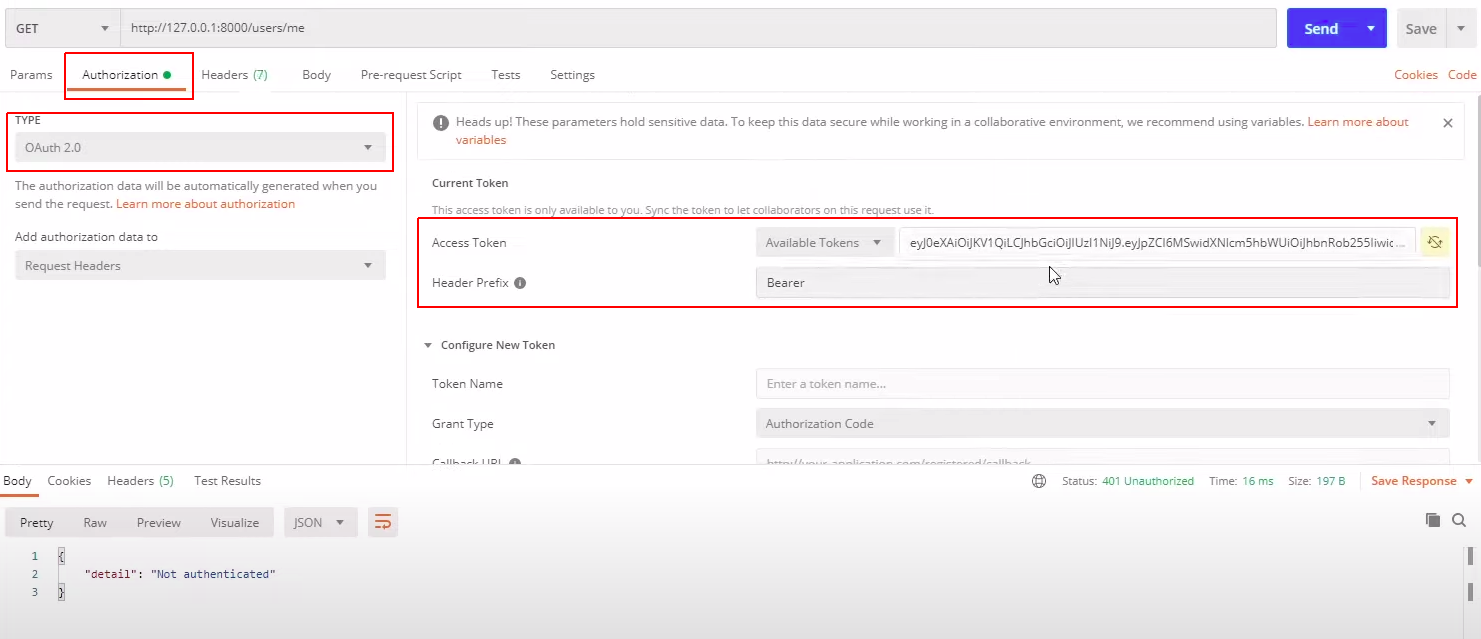 GET http://127.0.0.1:8000/users/me Send Save
Params Authorization Headers (7) Body Pre-request Script Tests Settings Cookies Code
TYPE
OAuth 2.0
The authorization data will be automatically generated when you
send the request. Learn more about authorization
Add authorization data to
Request Headers
Heads up! These parameters hold sensitive data. To keep this data secure while working in a collaborative environment, we recommend using variables. Learn more about
variables
Current Token
This access token is only available to you. Sync the token to let collaborators on this request use it.
Access Token Available Tokens
Header Prefix Bearer
Configure New Token
Token Name Enter a token name...
Grant Type Authorization Code
Callback URL http://your-application.com/registered/callback
Body Cookies Headers (5) Test Results Status: 401 Unauthorized Time: 16 ms Size: 197 B Save Response
Pretty Raw Preview Visualize JSON
1 {
2 "detail": "Not authenticated"
3 }